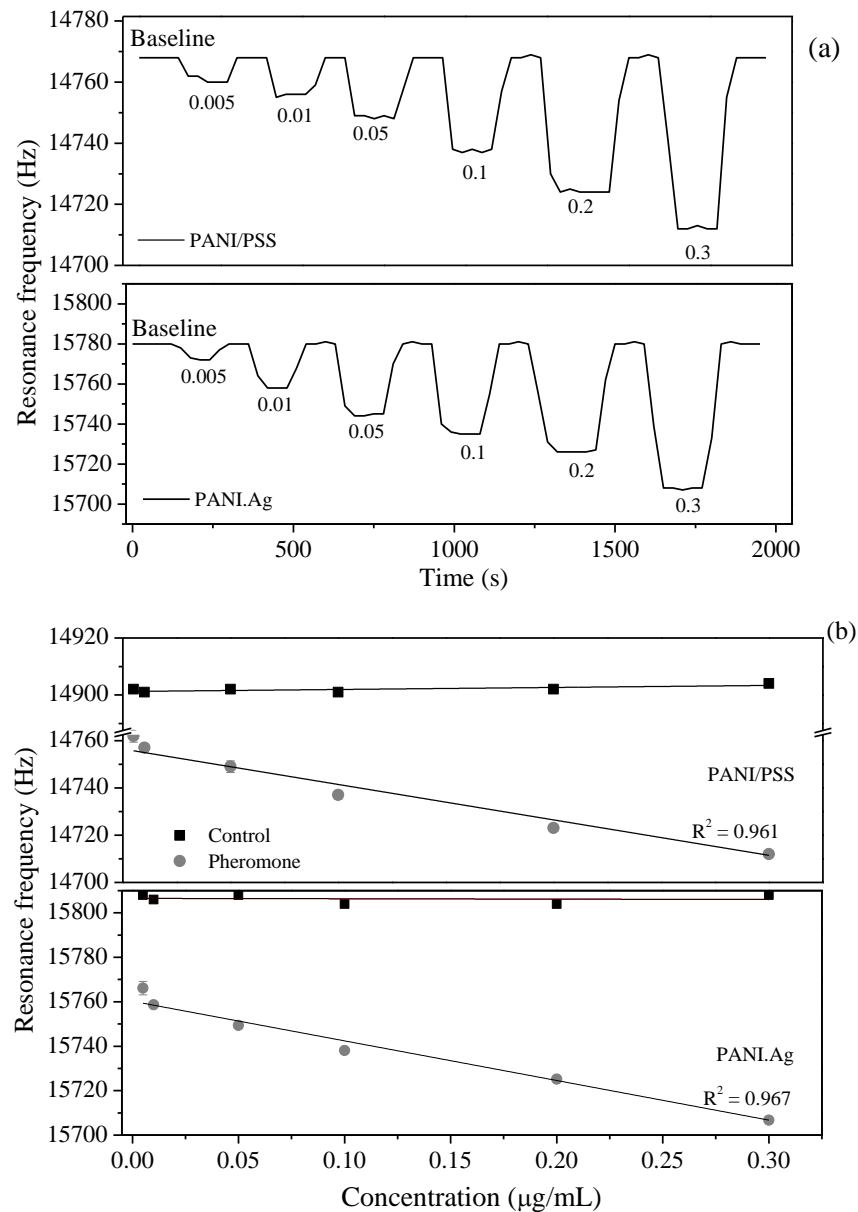 (a)
Resonance frequency (Hz)
14780
14760
14740
14720
14700
Baseline
0.005
0.01
0.05
0.1
0.2
0.3
PANI/PSS
15800
15780
15760
15740
15720
15700
Baseline
0.005
0.01
0.05
0.1
0.2
0.3
PANI.Ag
0
500
1000
1500
2000
Time (s)
(b)
Resonance frequency (Hz)
14920
14900
14760
14740
14720
14700
PANI/PSS
R² = 0.961
Control
Pheromone
15800
15780
15760
15740
15720
15700
PANI.Ag
R² = 0.967
0.00
0.05
0.10
0.15
0.20
0.25
0.30
Concentration (μg/mL)